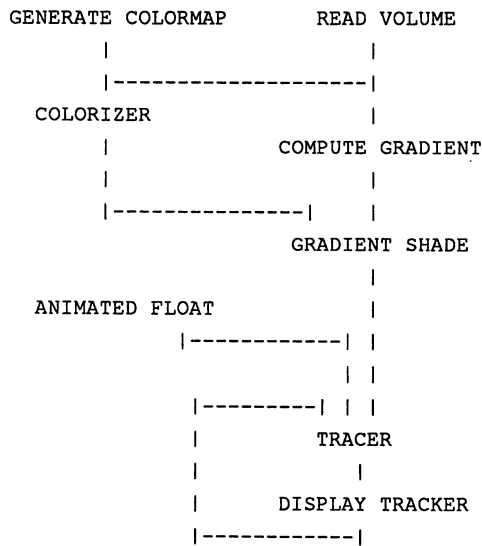 GENERATE COLORMAP READ VOLUME
COLORIZER
COMPUTE GRADIENT
GRADIENT SHADE
ANIMATED FLOAT
TRACER
DISPLAY TRACKER